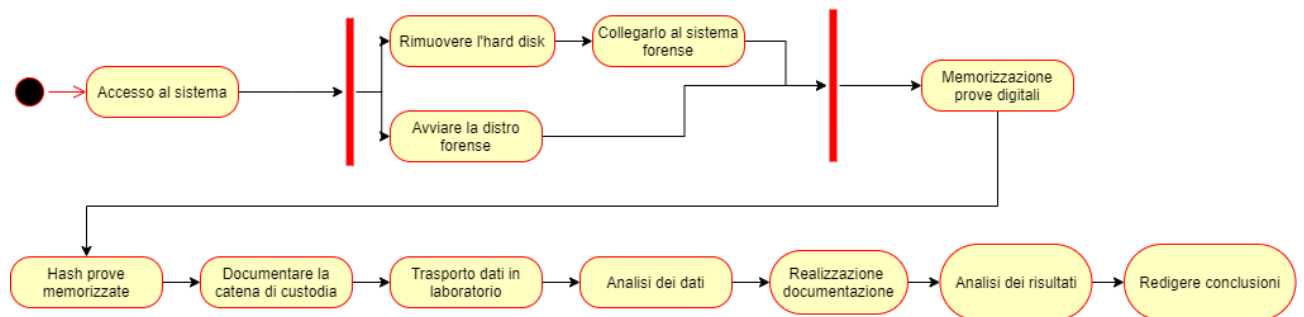 Accesso al sistema
Rimuovere l'hard disk
Collegarlo al sistema
forense
Avviare la distro
forense
Memorizzazione
prove digitali
Hash prove
memorizzate
Documentare la
catena di custodia
Trasporto dati in
laboratorio
Analisi dei dati
Realizzazione
documentazione
Analisi dei risultati
Redigere conclusioni